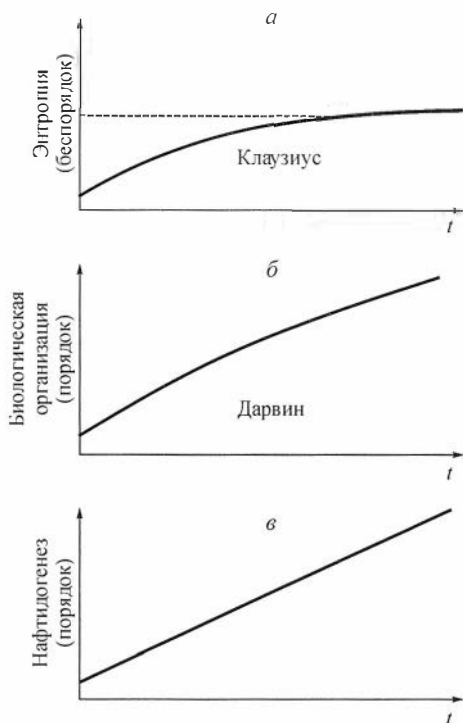 а
Энтропия
(беспорядок)
Клаузиус
t
б
Биологическая
организация
(порядок)
Дарвин
t
в
Нафтидогенез
(порядок)
t